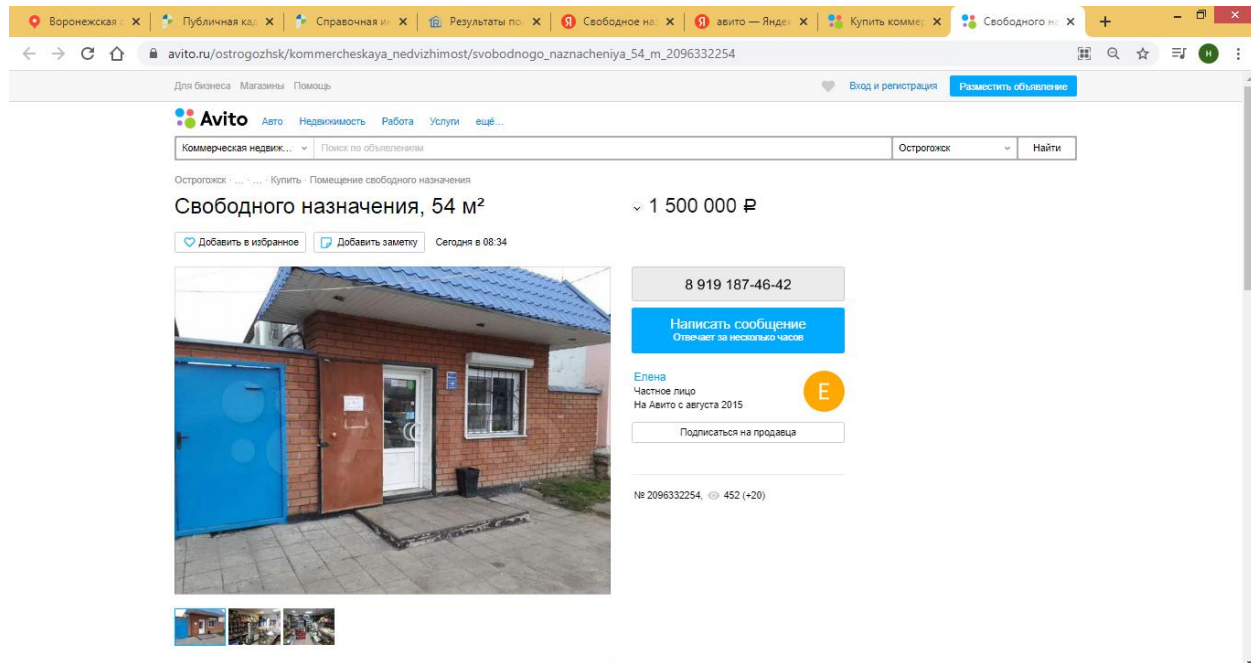 Воронежская с
Публичная кад
Справочная ин
Результаты по
Свободное на
авито — Яндек
Купить коммер
Свободного на
avito.ru/ostrogozhsk/kommercheskaya_nedvizhimost/svobodnogo_naznacheniya_54_m_2096332254
Для бизнеса Магазины Помощь
Вход и регистрация
Разместить объявление
Avito Авто Недвижимость Работа Услуги ещё...
Коммерческая недвиж... Поиск по объявлениям Острогожск Найти
Острогожск · ... · ... · Купить · Помещение свободного назначения
Свободного назначения, 54 м²
1 500 000 ₽
Добавить в избранное Добавить заметку Сегодня в 08:34
8 919 187-46-42
Написать сообщение
Отвечает за несколько часов
Елена
Частное лицо
На Авито с августа 2015
E
Подписаться на продавца
№ 2096332254, 452 (+20)